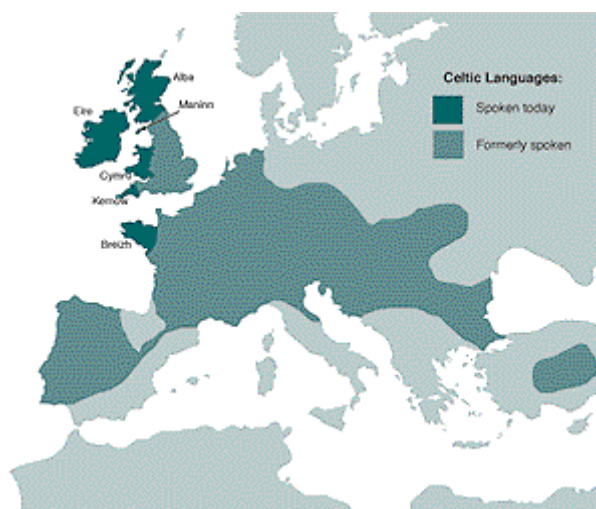 Celtic Languages:
Spoken today
Formerly spoken
Alba
Maninn
Eire
Cymru
Kernow
Breizh